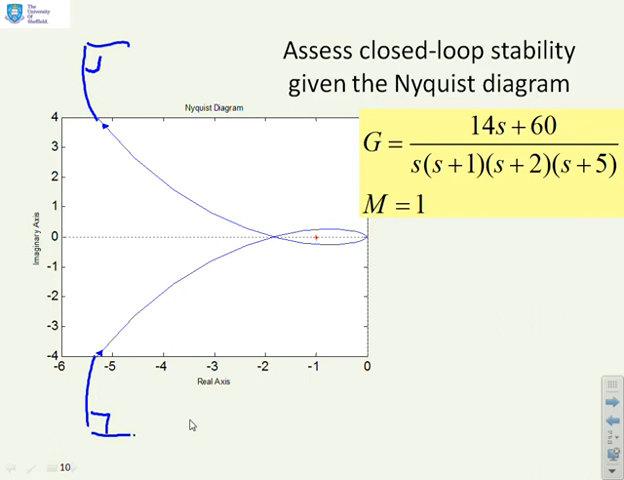 The
University
Of
Sheffield.
Assess closed-loop stability
given the Nyquist diagram
Nyquist Diagram
G = 14s + 60 / s(s + 1)(s + 2)(s + 5)
M = 1
4
3
2
1
0
-1
-2
-3
-4
Imaginary Axis
-6 -5 -4 -3 -2 -1 0
Real Axis
10